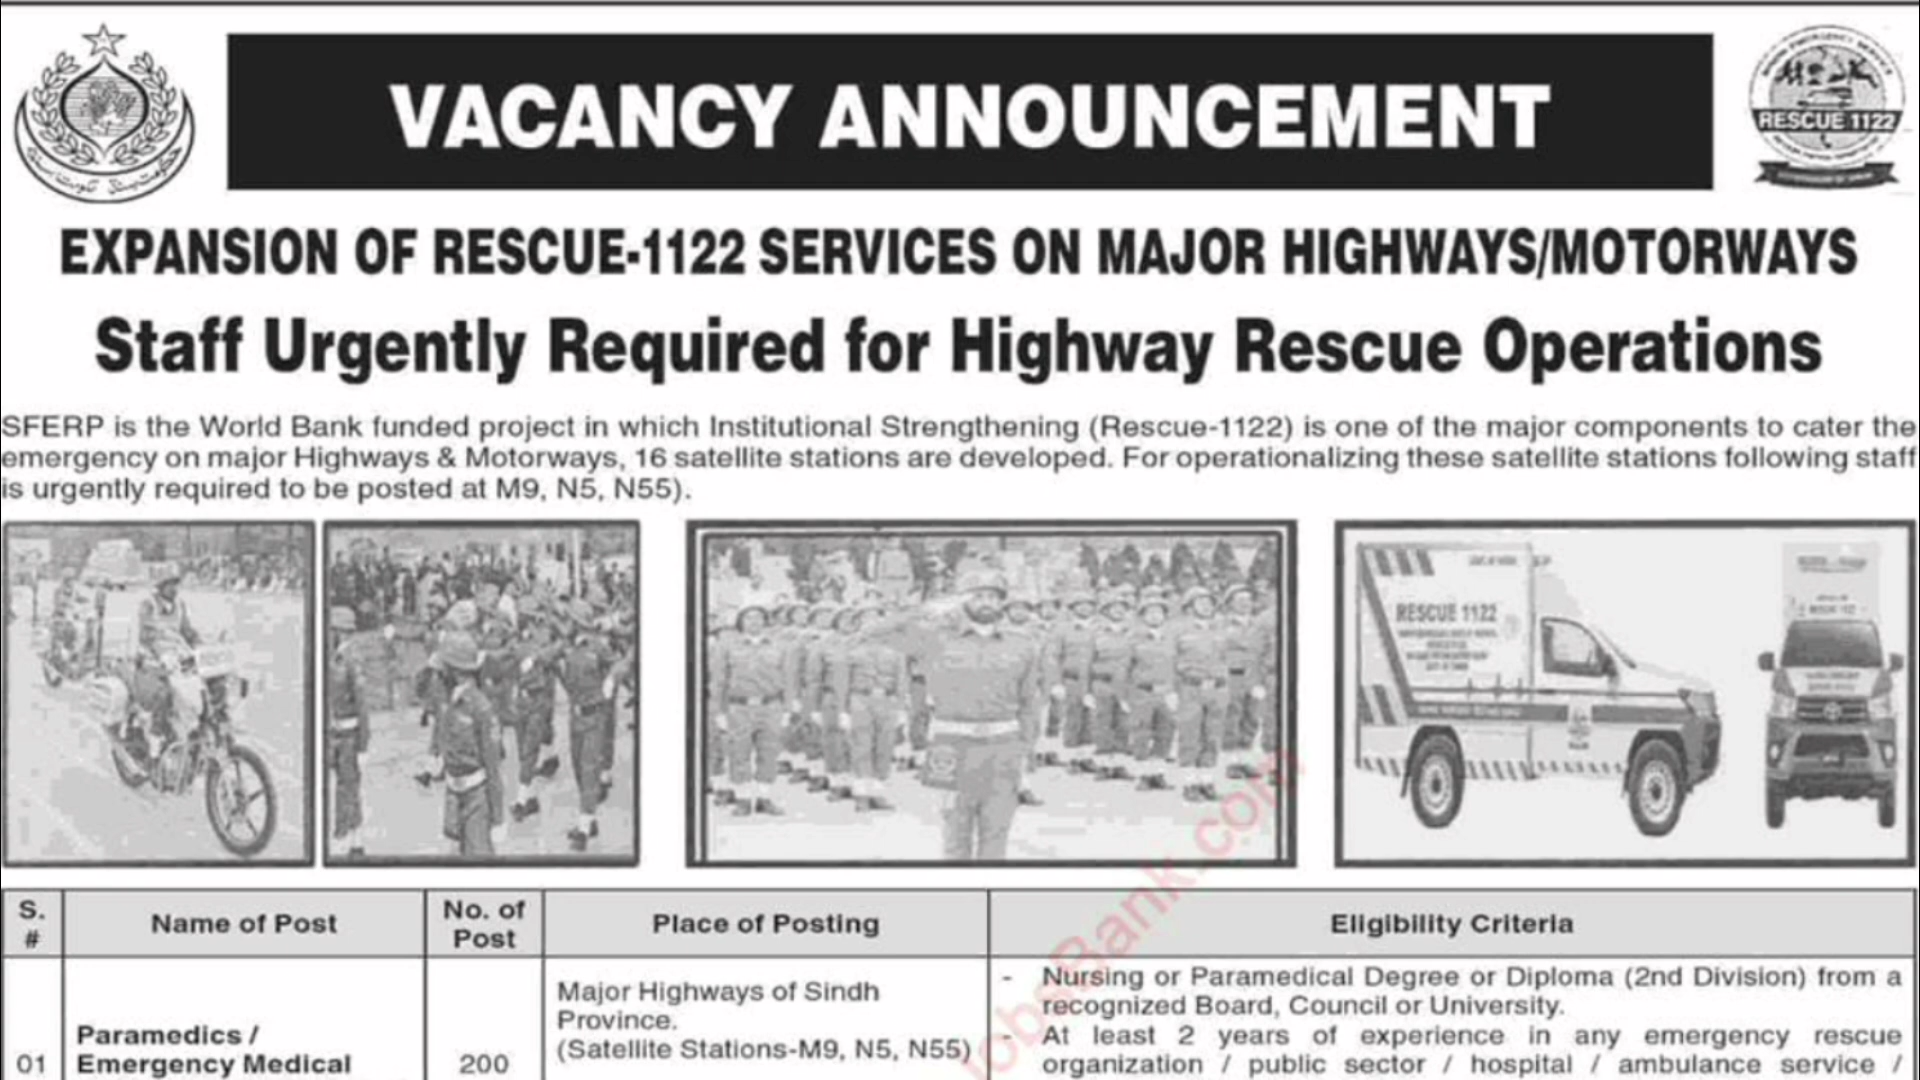 VACANCY ANNOUNCEMENT
RESCUE 1122
EXPANSION OF RESCUE-1122 SERVICES ON MAJOR HIGHWAYS/MOTORWAYS
Staff Urgently Required for Highway Rescue Operations
SFERP is the World Bank funded project in which Institutional Strengthening (Rescue-1122) is one of the major components to cater the
emergency on major Highways & Motorways, 16 satellite stations are developed. For operationalizing these satellite stations following staff
is urgently required to be posted at M9, N5, N55).
RESCUE 1122
S. #
Name of Post
No. of Post
Place of Posting
Eligibility Criteria
01
Paramedics /
Emergency Medical
200
Major Highways of Sindh
Province.
(Satellite Stations-M9, N5, N55)
- Nursing or Paramedical Degree or Diploma (2nd Division) from a
recognized Board, Council or University.
- At least 2 years of experience in any emergency rescue
organization / public sector / hospital / ambulance service /
JobsBank.com